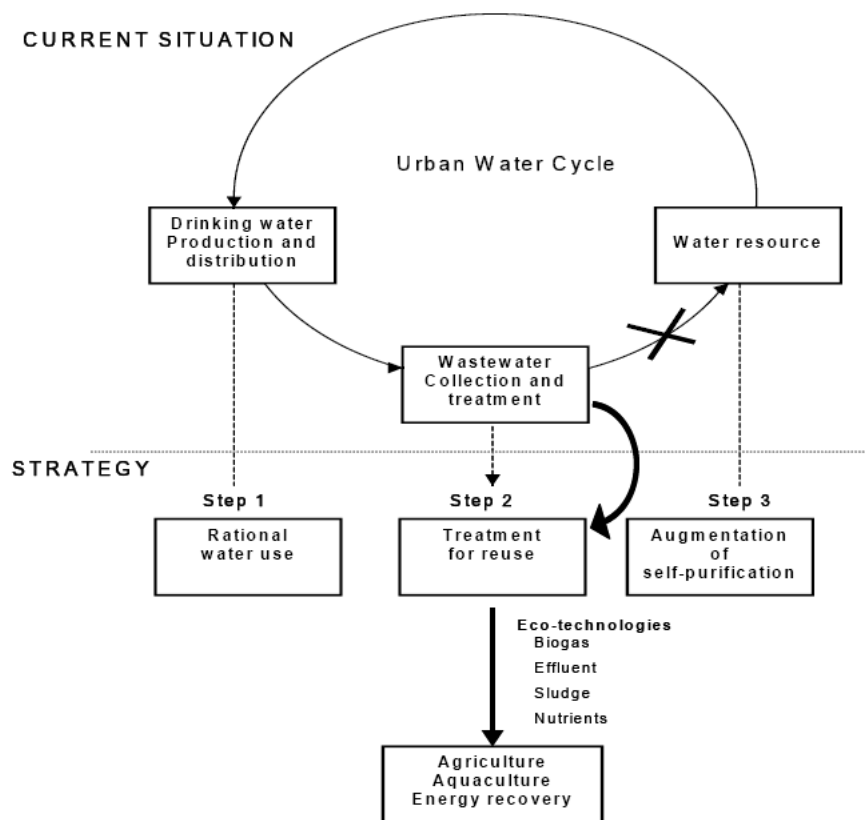 CURRENT SITUATION
Urban Water Cycle
Drinking water
Production and
distribution
Water resource
Wastewater
Collection and
treatment
STRATEGY
Step 1
Step 2
Step 3
Rational
water use
Treatment
for reuse
Augmentation
of
self-purification
Eco-technologies
Biogas
Effluent
Sludge
Nutrients
Agriculture
Aquaculture
Energy recovery